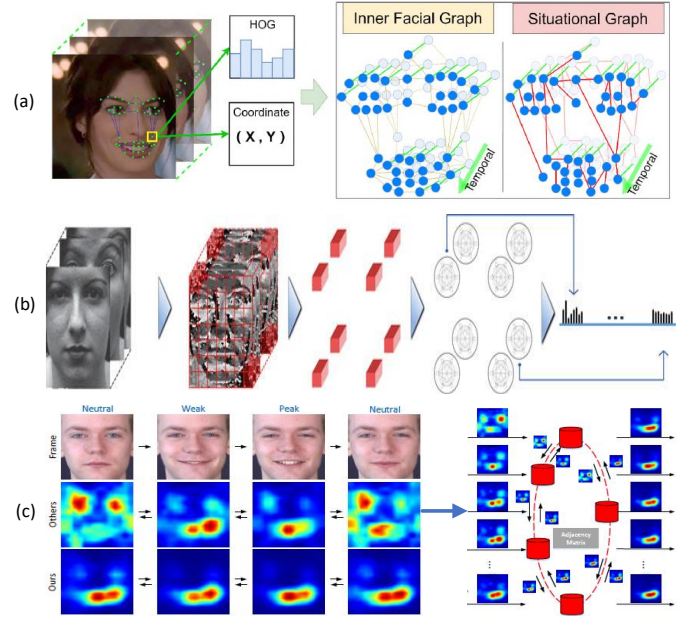 (a)
HOG
Coordinate
(X,Y)
Inner Facial Graph
Situational Graph
Temporal
Temporal
(b)
(c)
Neutral
Weak
Peak
Neutral
Frame
Others
Ours
Adjacency
Matrix